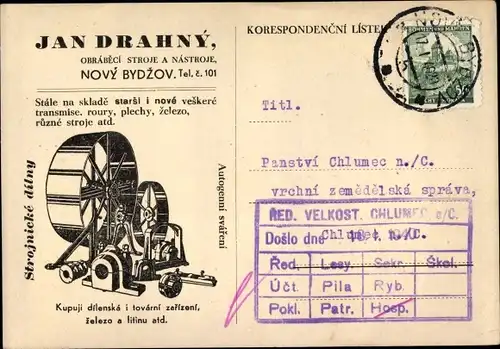 JAN DRAHNÝ,
OBRÁBĚCÍ STROJE A NÁSTROJE,
NOVÝ BYDŽOV. Tel. č. 101
Stále na skladě starší i nové veškeré
transmise, roury, plechy, železo,
různé stroje atd.
Strojnické dílny
Autogenní sváření
Kupuji dílenská i tovární zařízení,
železo a litinu atd.
KORESPONDENČNÍ LÍSTEK
BÖHMEN UND MÄHREN
Titl.
Panství Chlumec n./C.
vrchní zemědělská správa,
Chlumec n./C.
ŘED. VELKOST. CHLUMEC n/C.
Došlo dne
Řed. Lesy. Sekr. Škol.
Účt. Pila Ryb.
Pokl. Patr. Hosp.